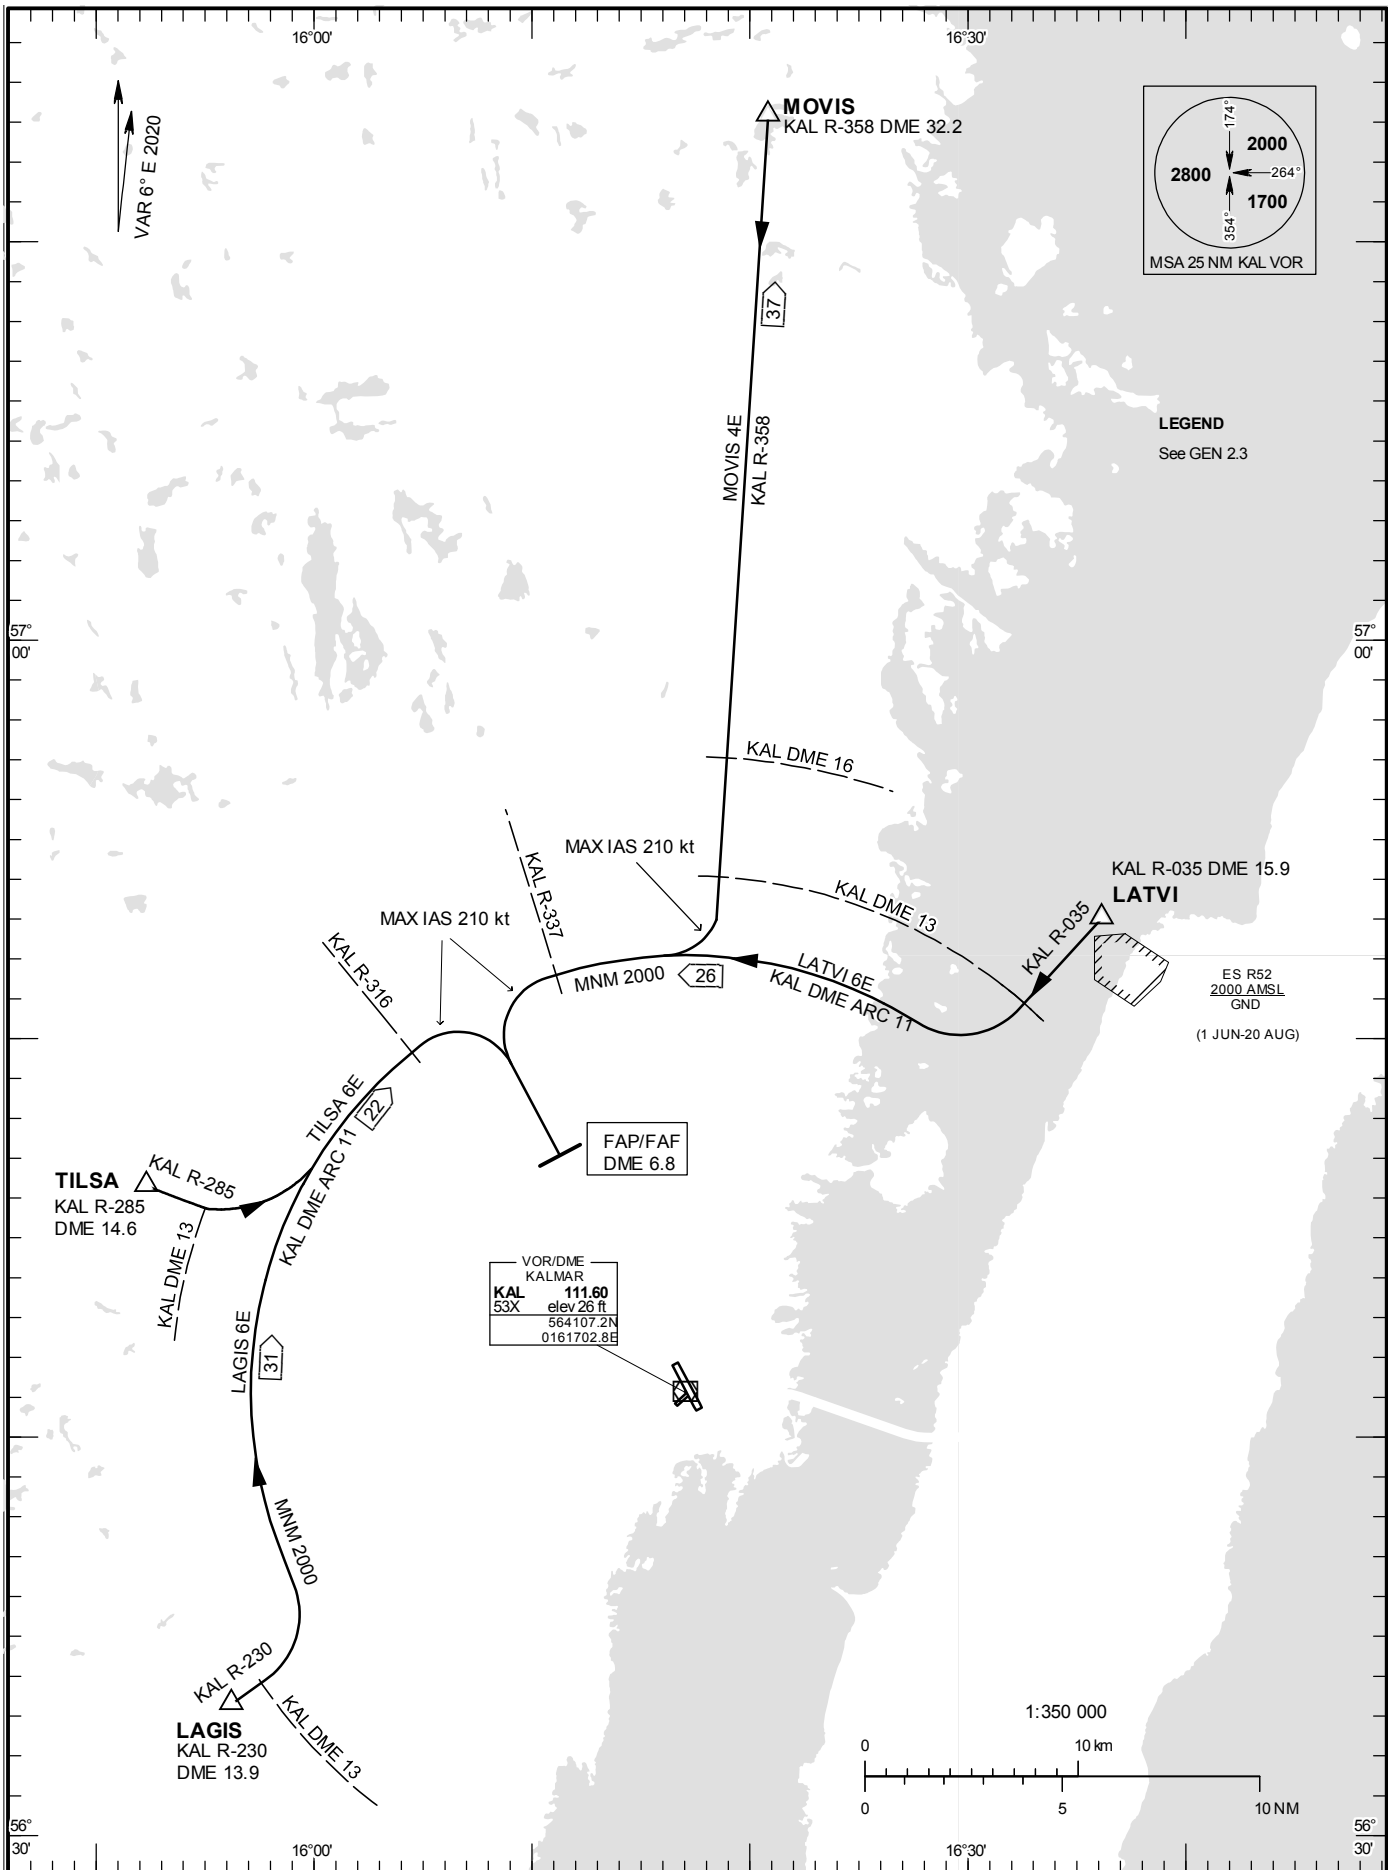 16°00'
16°30'
VAR 6° E 2020
MOVIS
KAL R-358 DME 32.2
174°
2000
2800
264°
1700
354°
MSA 25 NM KAL VOR
37
MOVIS 4E
KAL R-358
LEGEND
See GEN 2.3
57°
00'
57°
00'
KAL DME 16
MAX IAS 210 kt
KAL R-337
KAL DME 13
KAL R-035 DME 15.9
LATVI
KAL R-035
MAX IAS 210 kt
KAL R-316
MNM 2000
26
LATVI 6E
KAL DME ARC 11
ES R52
2000 AMSL
GND
(1 JUN-20 AUG)
TILSA 6E
22
KAL DME ARC 11
FAP/FAF
DME 6.8
TILSA
KAL R-285
DME 14.6
KAL R-285
KAL DME 13
VOR/DME
KALMAR
KAL 111.60
53X elev 26 ft
564107.2N
0161702.8E
LAGIS 6E
31
MNM 2000
KAL R-230
LAGIS
KAL R-230
DME 13.9
KAL DME 13
1:350 000
0 10 km
0 5 10 NM
56°
30'
56°
30'
16°00'
16°30'